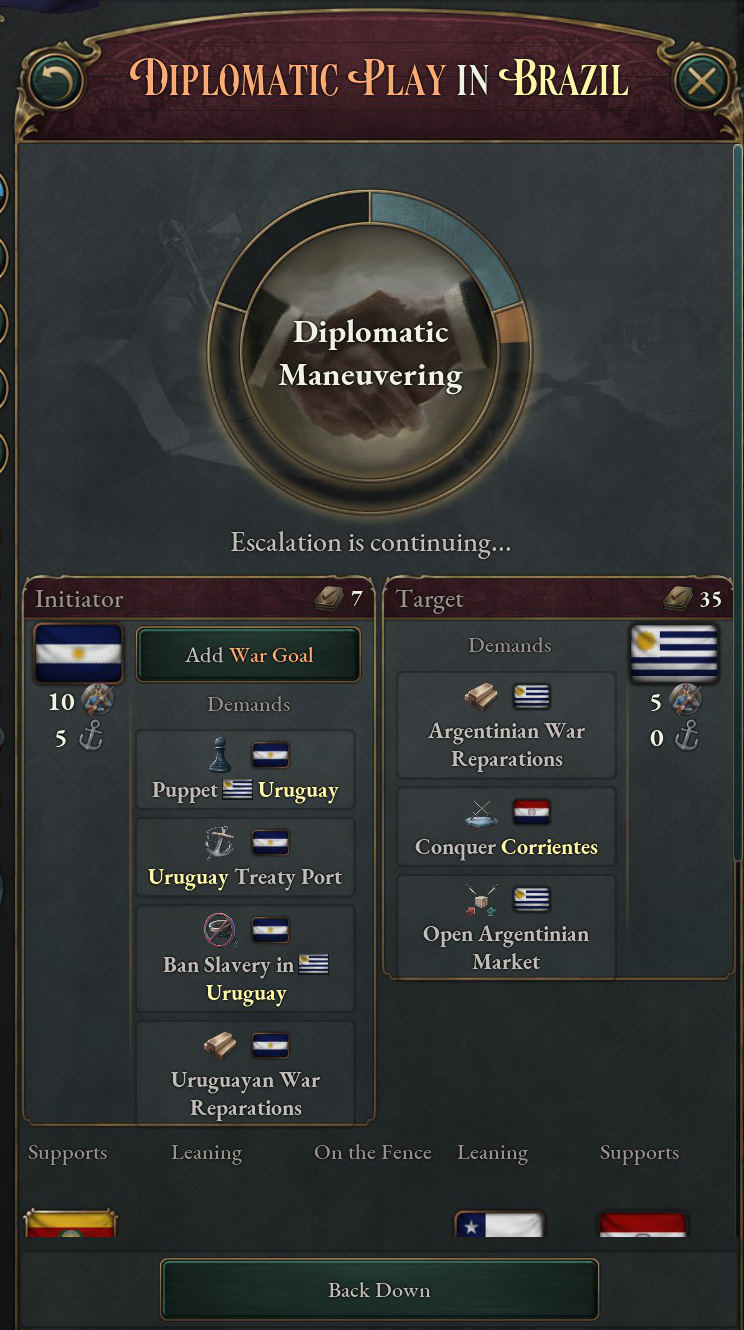 DIPLOMATIC PLAY IN BRAZIL
Diplomatic
Maneuvering
Escalation is continuing...
Initiator 7
Add War Goal
10
5
Demands
Puppet Uruguay
Uruguay Treaty Port
Ban Slavery in
Uruguay
Uruguayan War
Reparations
Target 35
Demands
5
0
Argentinian War
Reparations
Conquer Corrientes
Open Argentinian
Market
Supports Leaning On the Fence Leaning Supports
Back Down